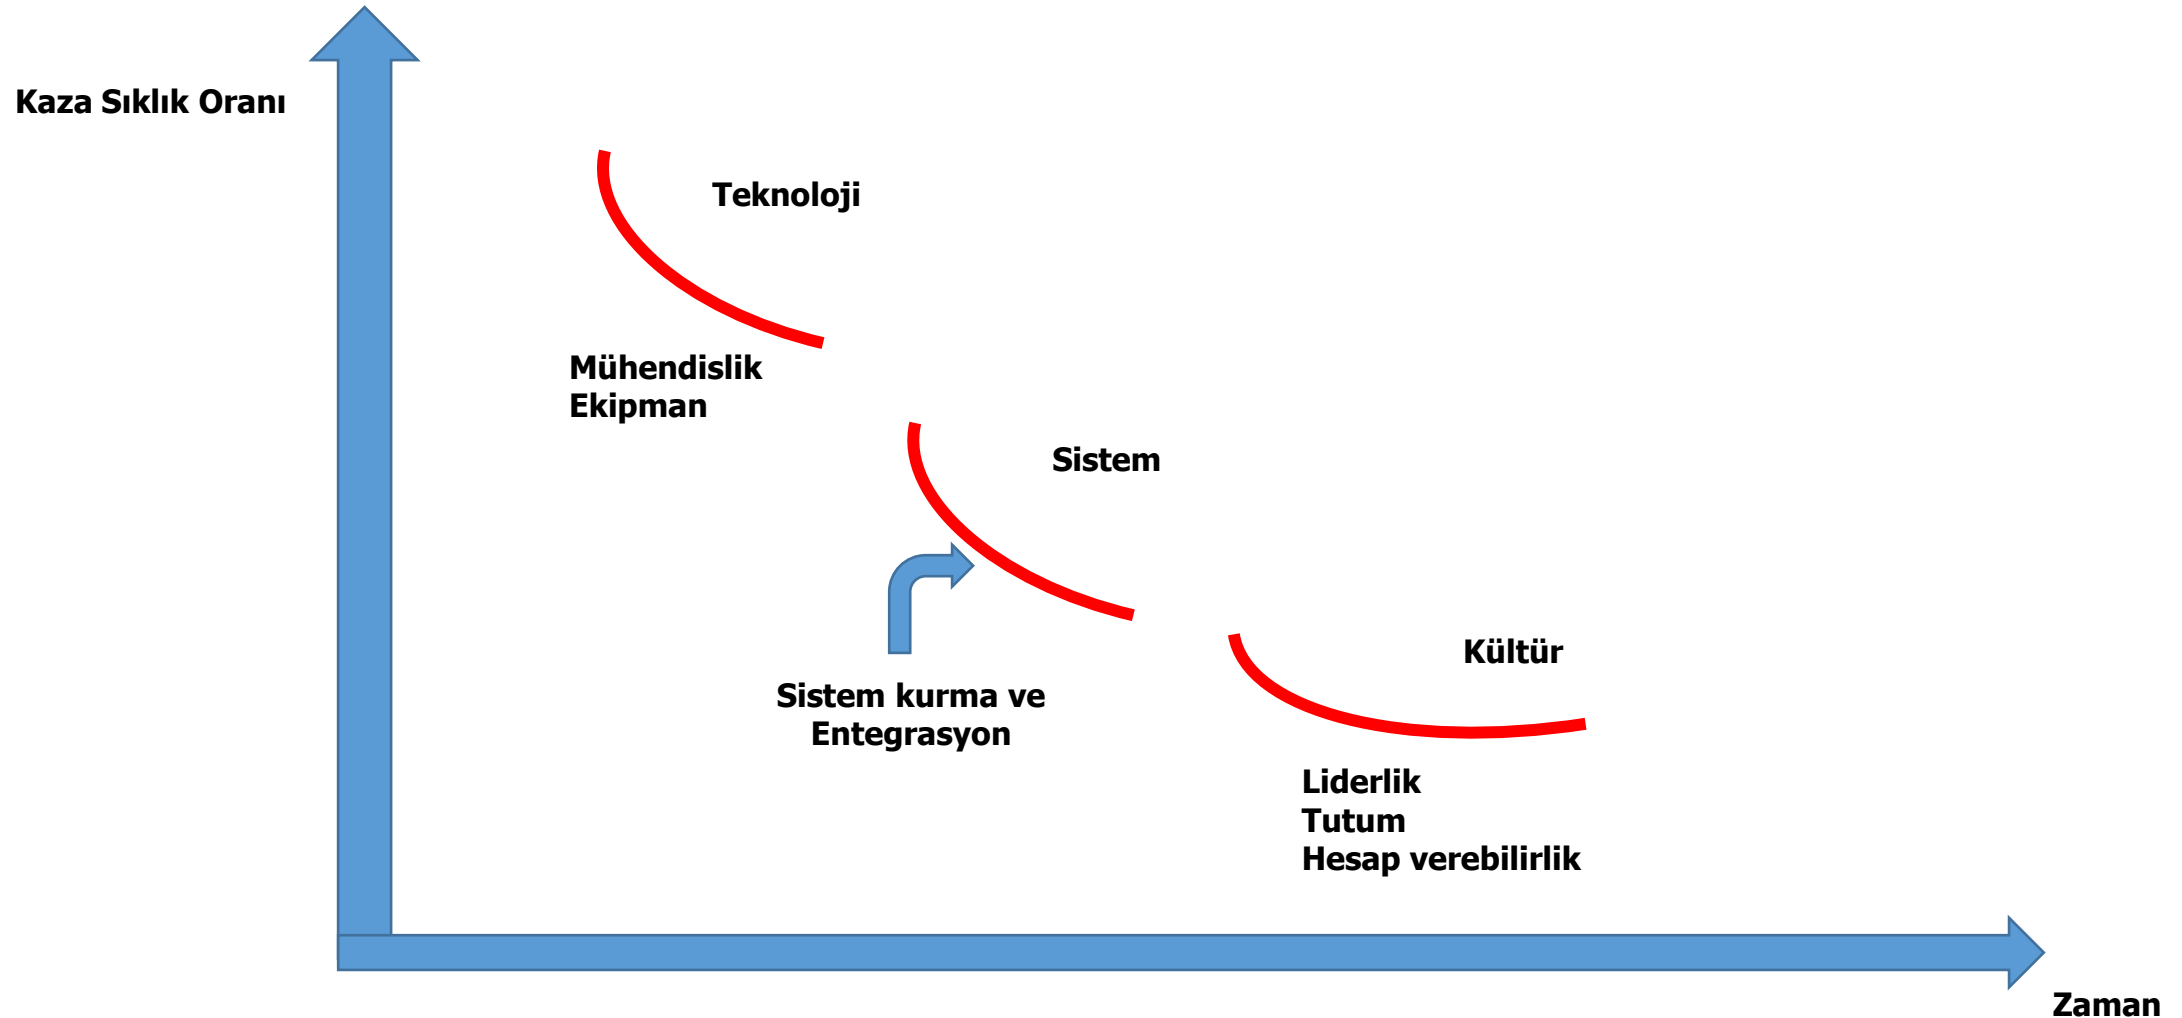 Kaza Sıklık Oranı
Teknoloji
Mühendislik
Ekipman
Sistem
Sistem kurma ve
Entegrasyon
Kültür
Liderlik
Tutum
Hesap verebilirlik
Zaman